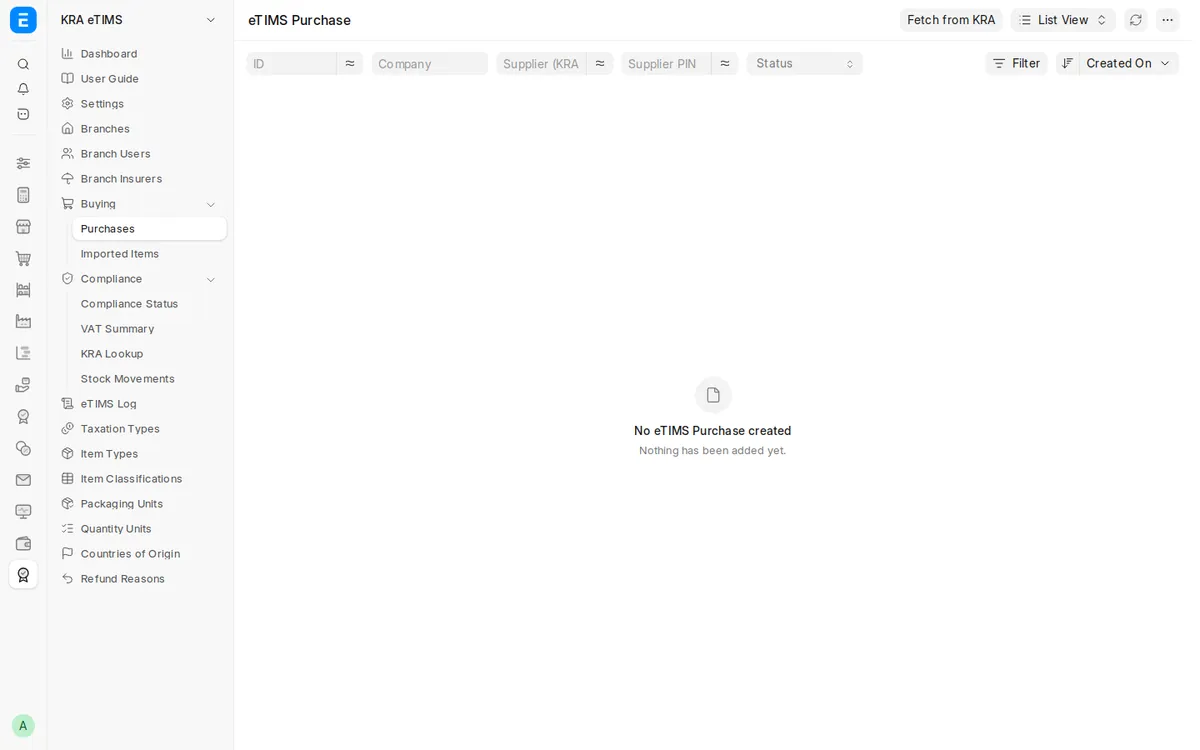 KRA eTIMS
Dashboard
User Guide
Settings
Branches
Branch Users
Branch Insurers
Buying
Purchases
Imported Items
Compliance
Compliance Status
VAT Summary
KRA Lookup
Stock Movements
eTIMS Log
Taxation Types
Item Types
Item Classifications
Packaging Units
Quantity Units
Countries of Origin
Refund Reasons
A
eTIMS Purchase
Fetch from KRA
List View
ID ≈
Company
Supplier (KRA ≈
Supplier PIN ≈
Status
Filter
Created On
No eTIMS Purchase created
Nothing has been added yet.